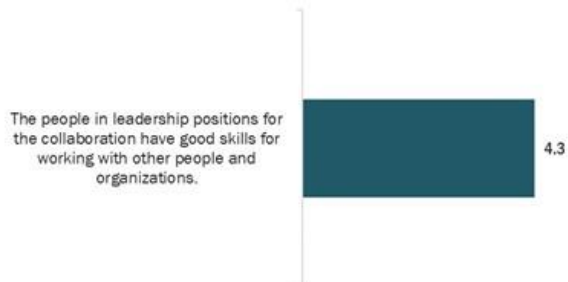 The people in leadership positions for
the collaboration have good skills for
working with other people and
organizations.
4.3